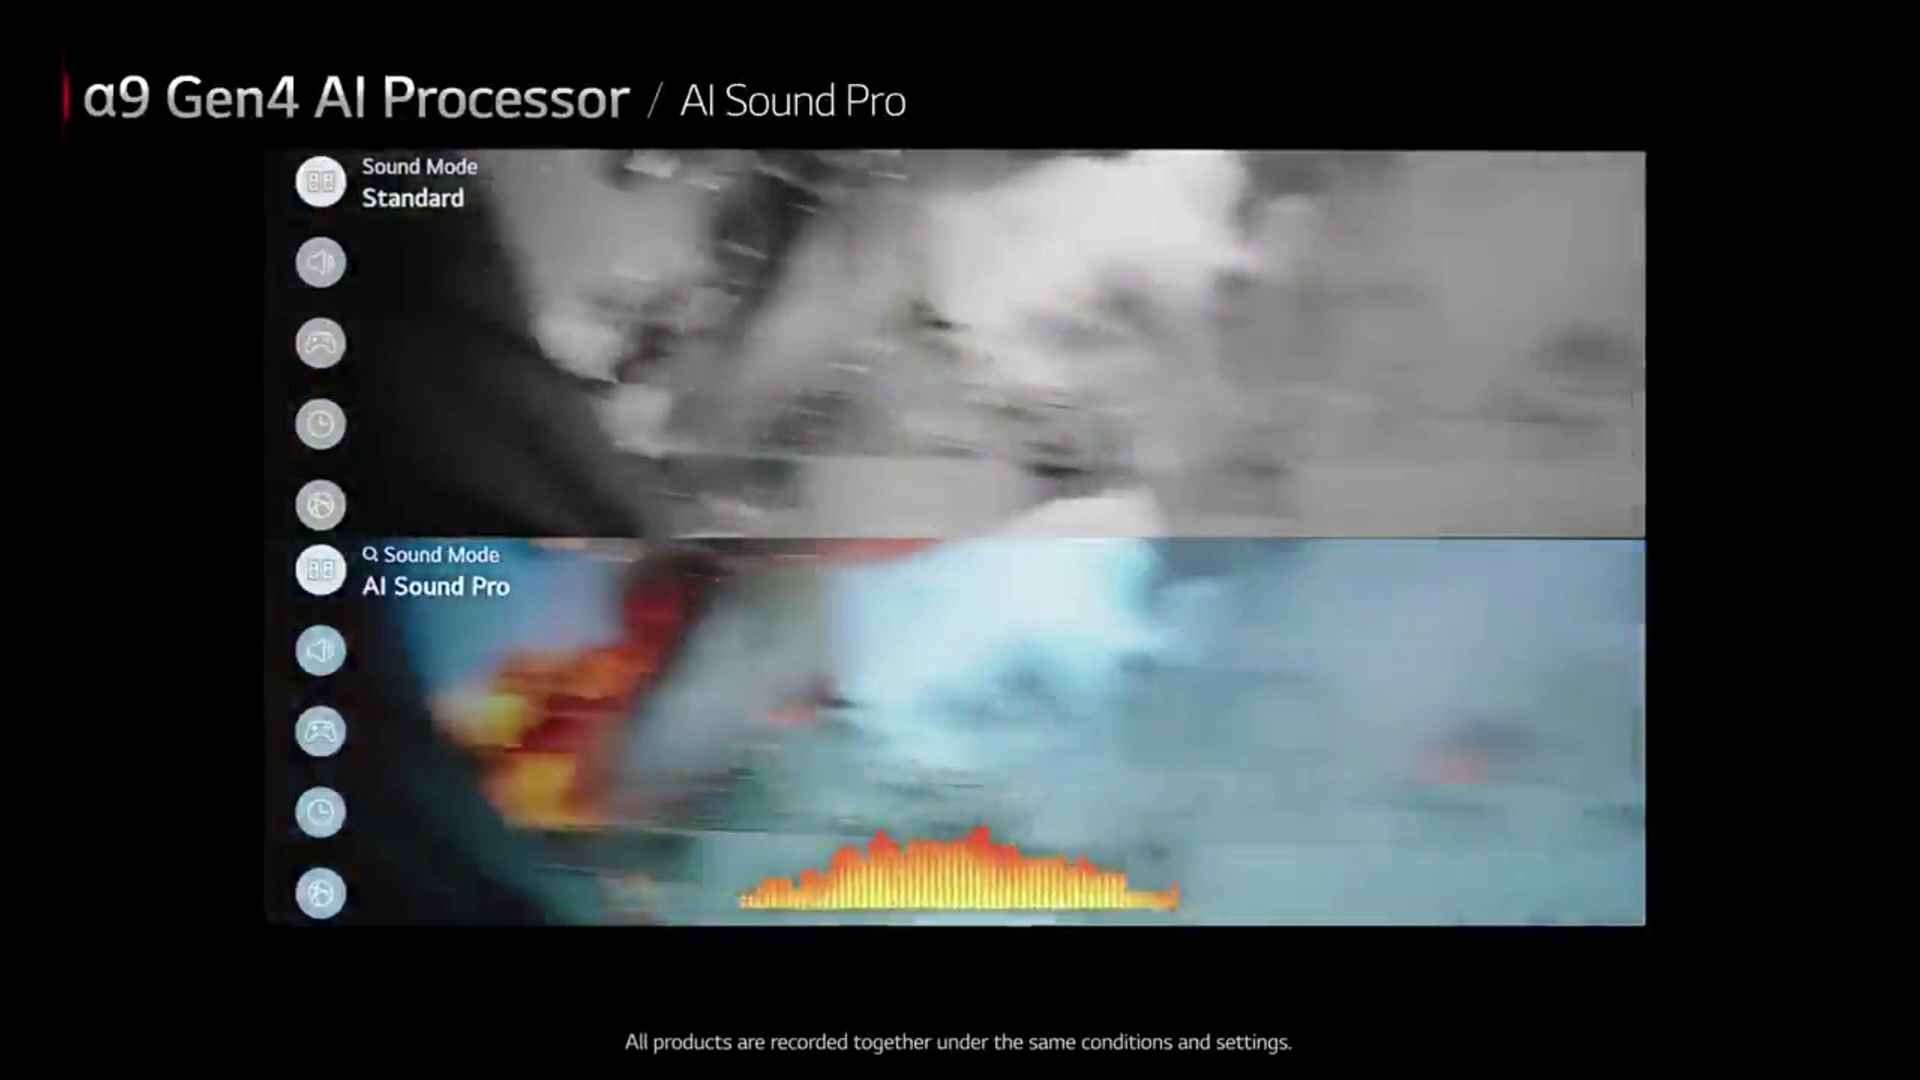 α9 Gen4 AI Processor / AI Sound Pro
Sound Mode
Standard
Sound Mode
AI Sound Pro
All products are recorded together under the same conditions and settings.